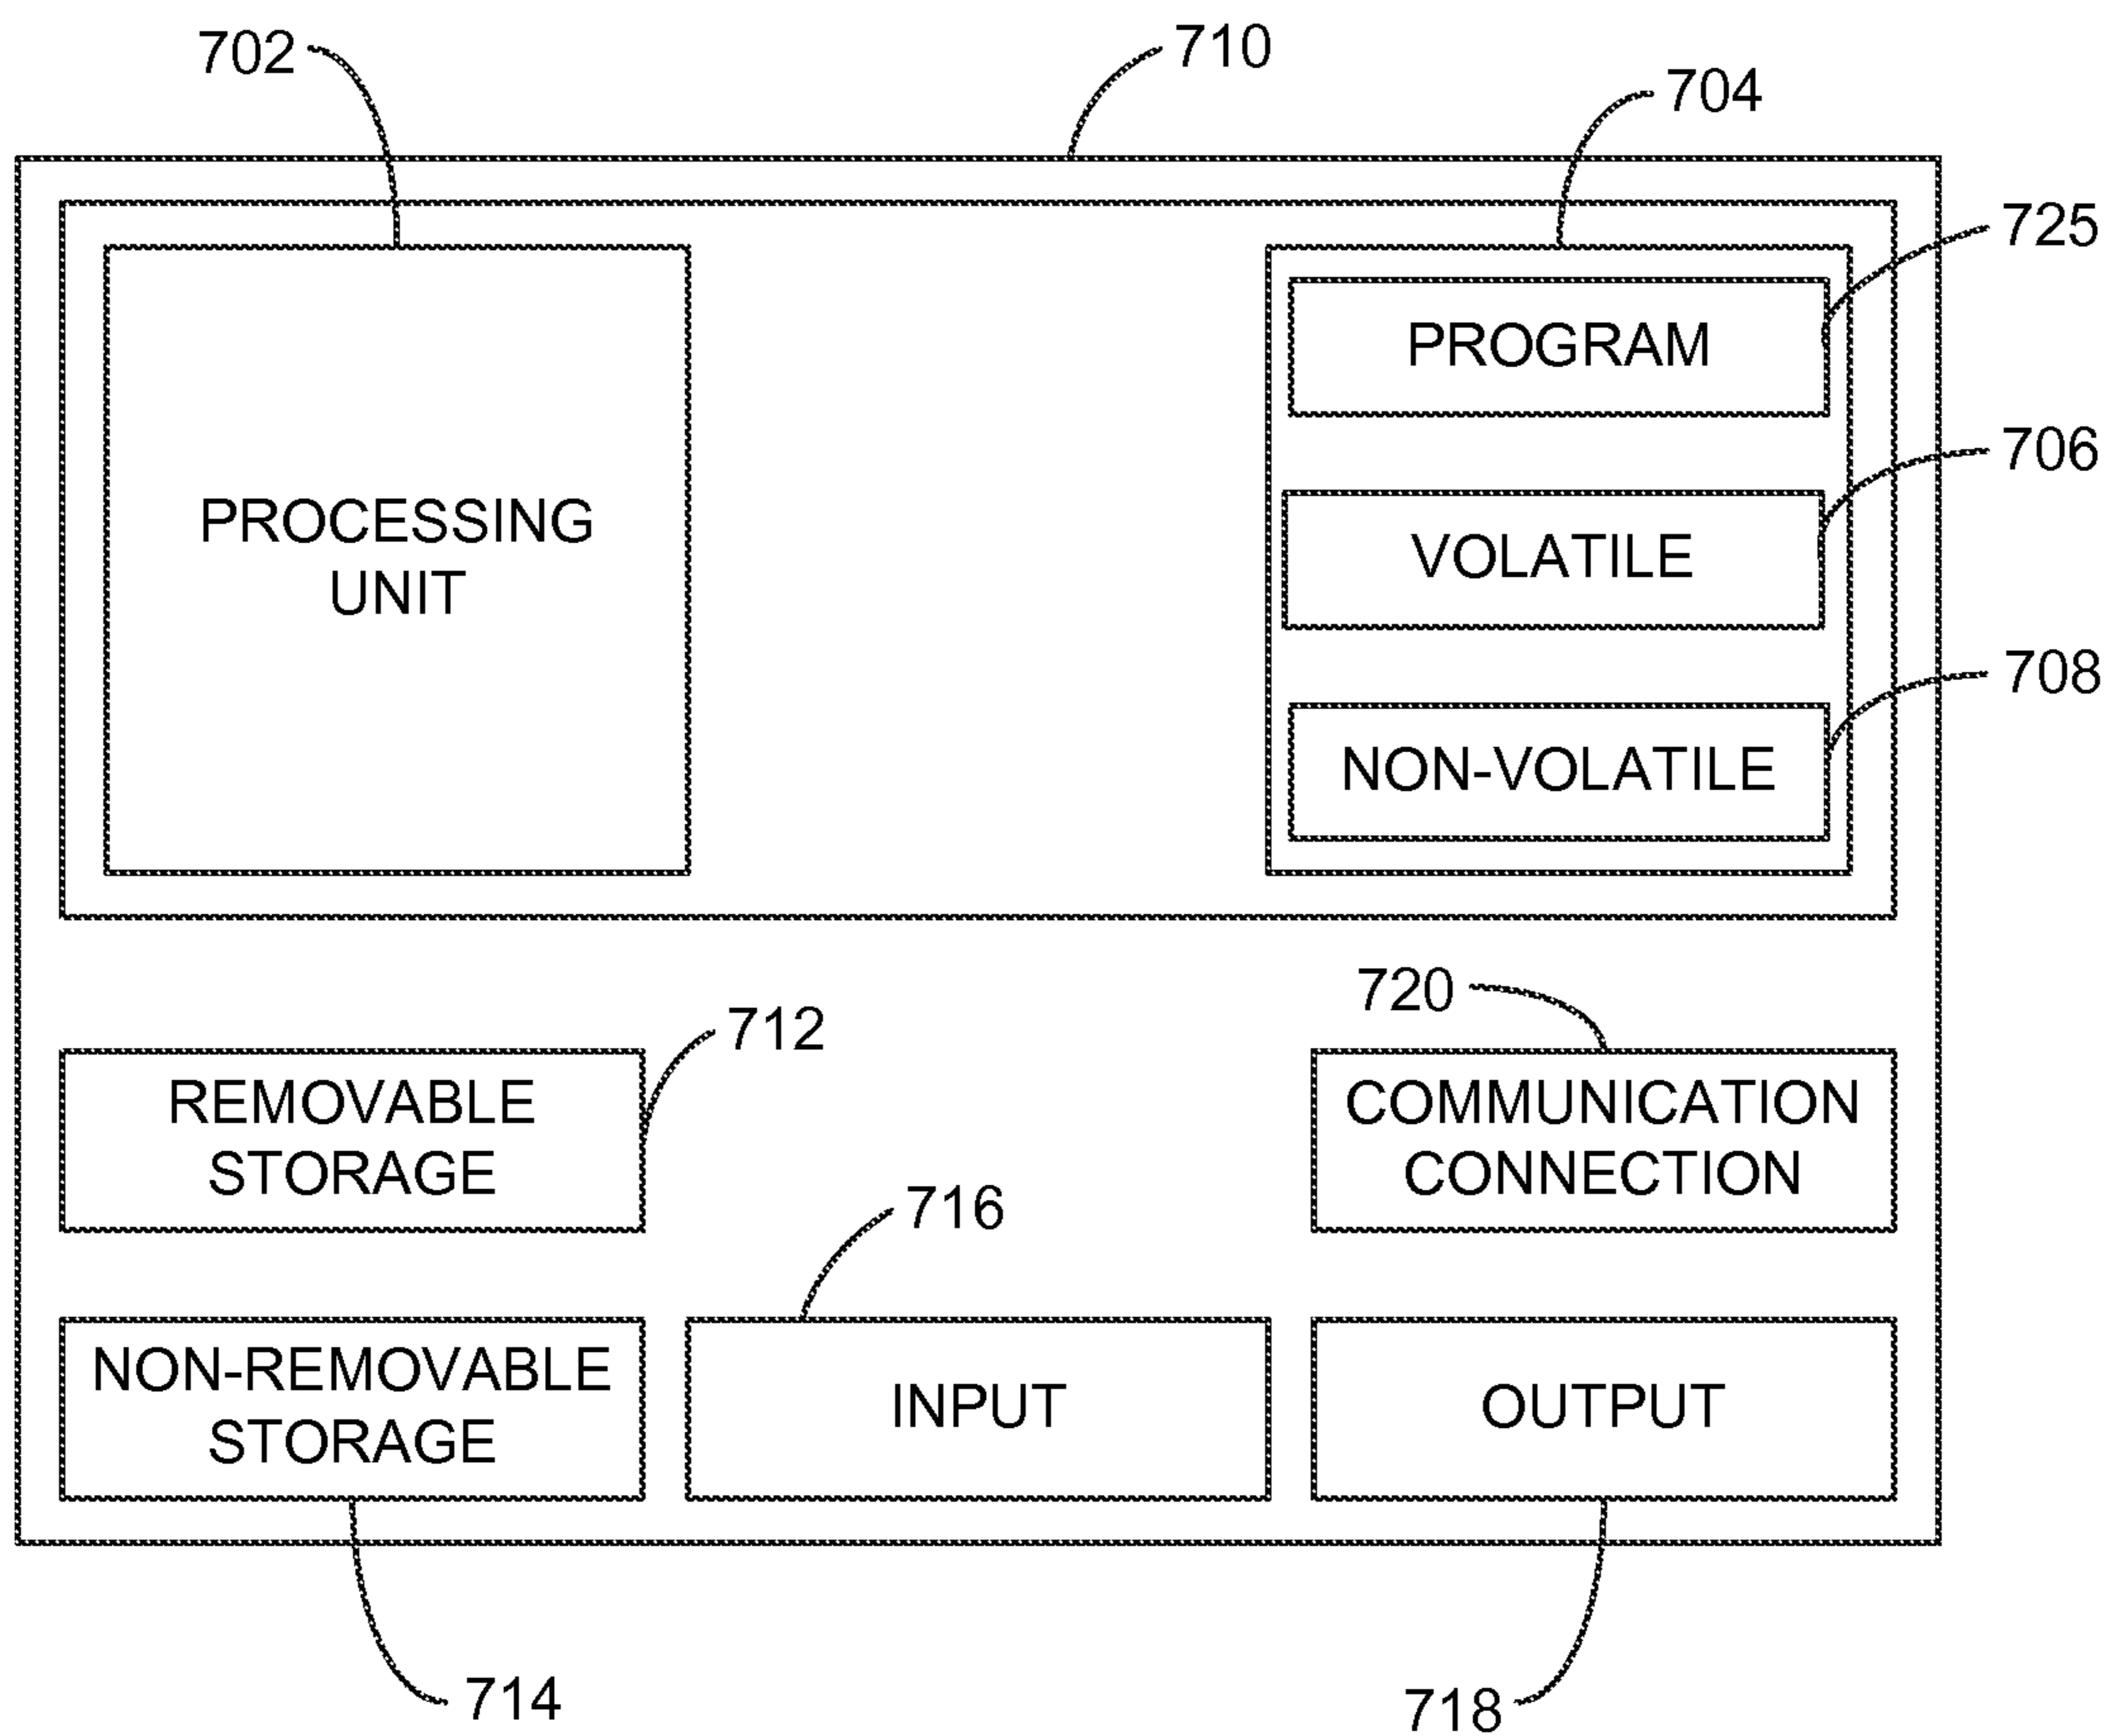 702
710
704
725
PROGRAM
706
VOLATILE
708
NON-VOLATILE
PROCESSING
UNIT
712
REMOVABLE
STORAGE
720
COMMUNICATION
CONNECTION
716
NON-REMOVABLE
STORAGE
INPUT
OUTPUT
714
718